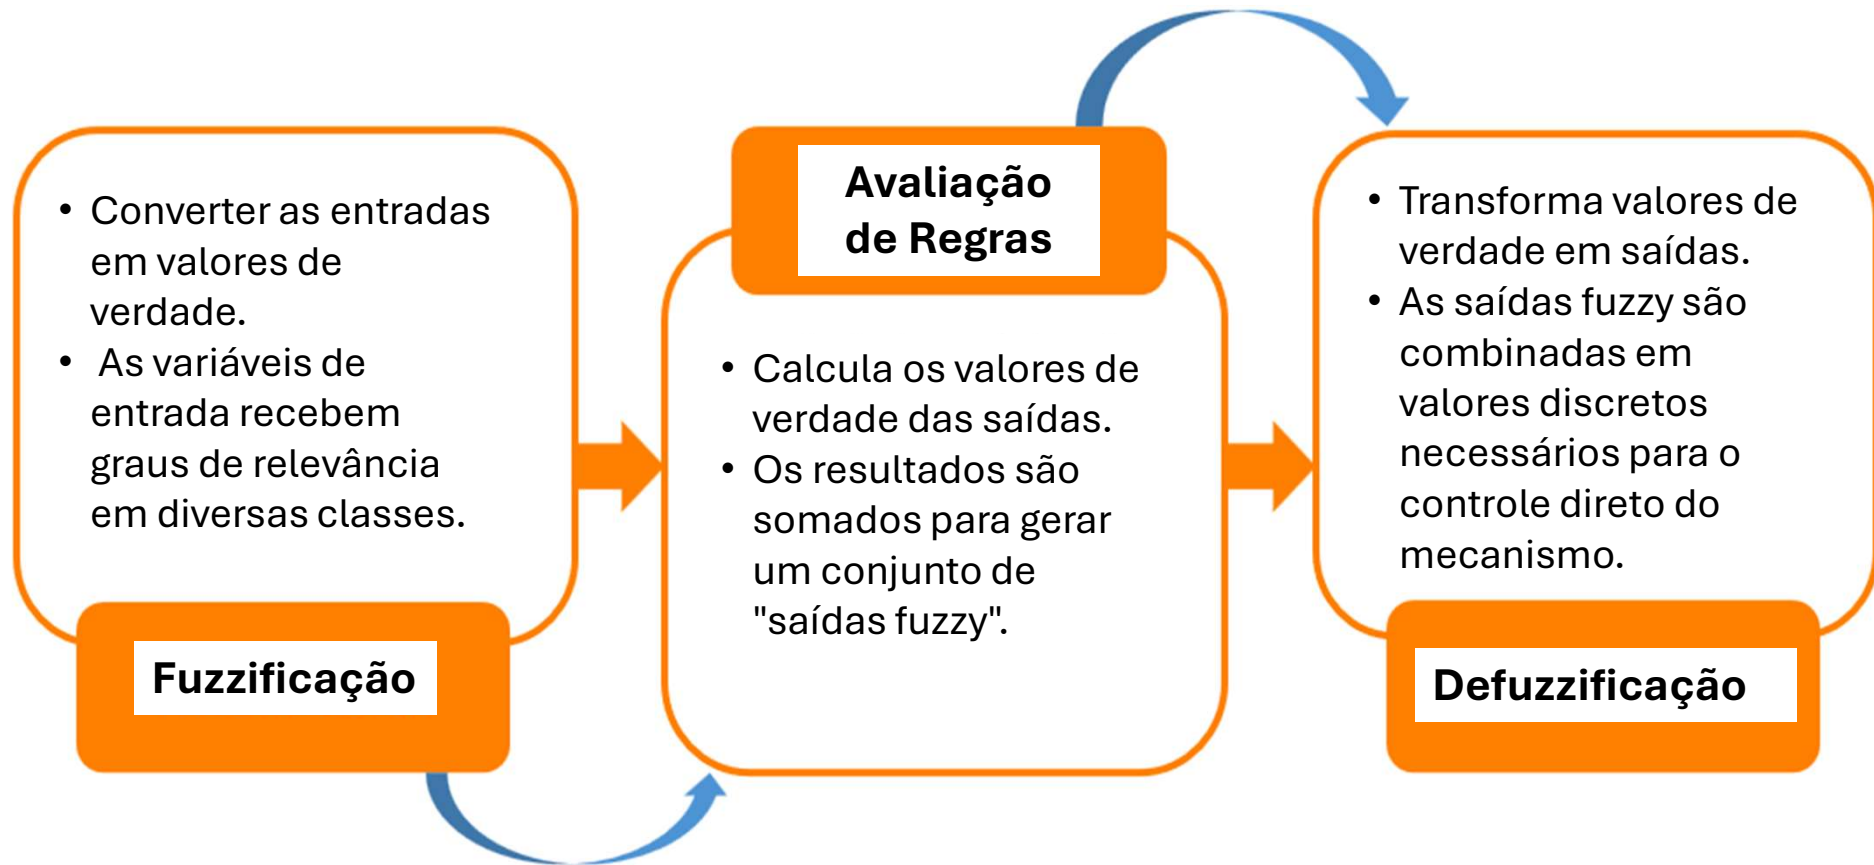 • Converter as entradas
em valores de
verdade.
• As variáveis de
entrada recebem
graus de relevância
em diversas classes.
Fuzzificação
Avaliação
de Regras
• Calcula os valores de
verdade das saídas.
• Os resultados são
somados para gerar
um conjunto de
"saídas fuzzy".
• Transforma valores de
verdade em saídas.
• As saídas fuzzy são
combinadas em
valores discretos
necessários para o
controle direto do
mecanismo.
Defuzzificação